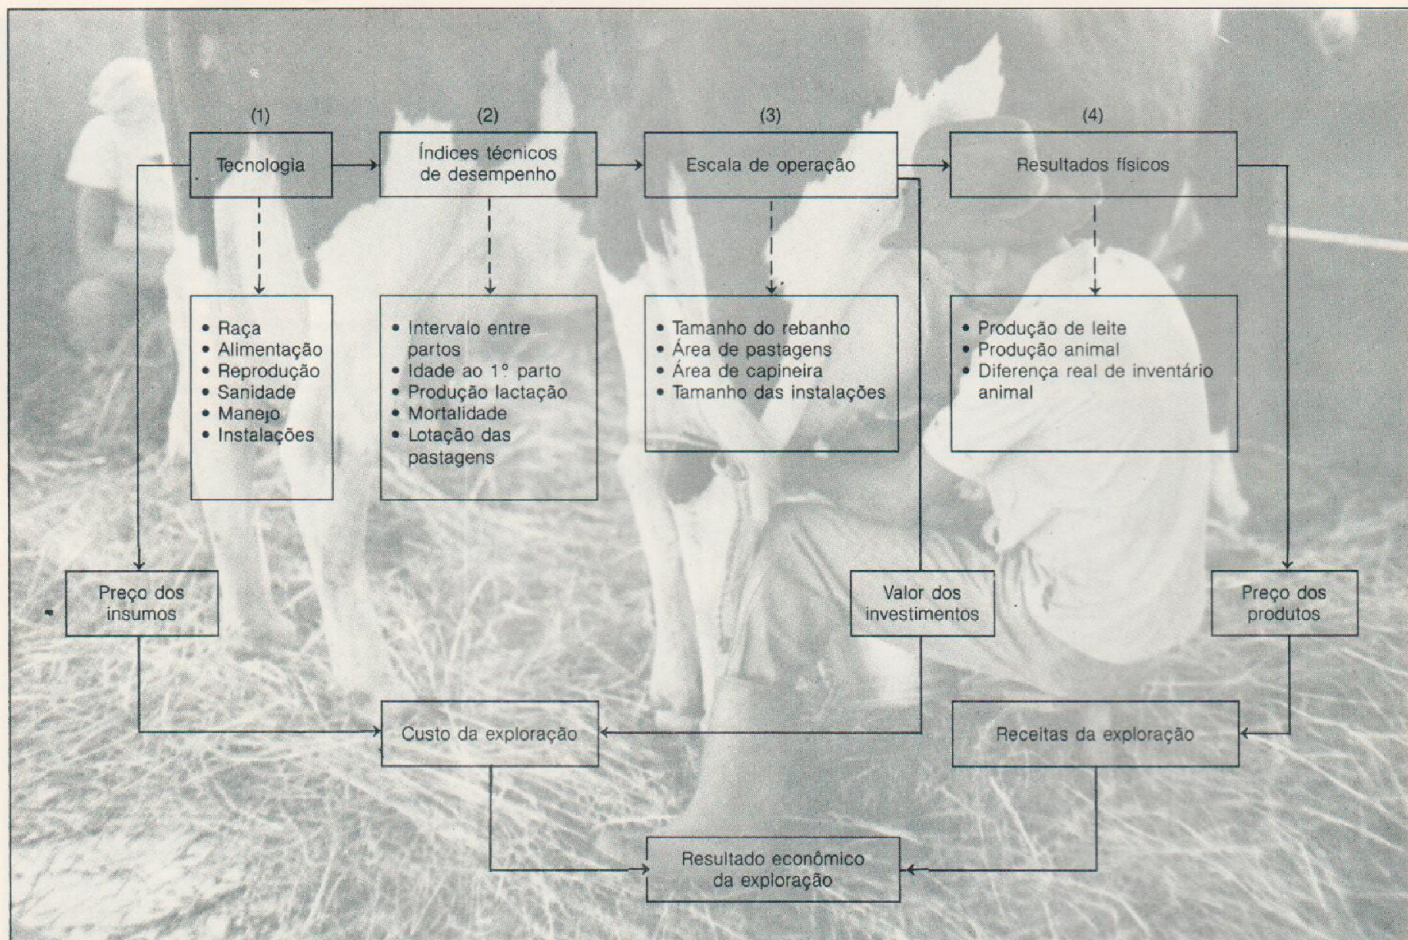 (1)
(2)
(3)
(4)
Tecnologia
Índices técnicos
de desempenho
Escala de operação
Resultados físicos
• Raça
• Alimentação
• Reprodução
• Sanidade
• Manejo
• Instalações
• Intervalo entre
partos
• Idade ao 1º parto
• Produção lactação
• Mortalidade
• Lotação das
pastagens
• Tamanho do rebanho
• Área de pastagens
• Área de capineira
• Tamanho das instalações
• Produção de leite
• Produção animal
• Diferença real de inventário
animal
Preço dos
insumos
Valor dos
investimentos
Preço dos
produtos
Custo da exploração
Receitas da exploração
Resultado econômico
da exploração